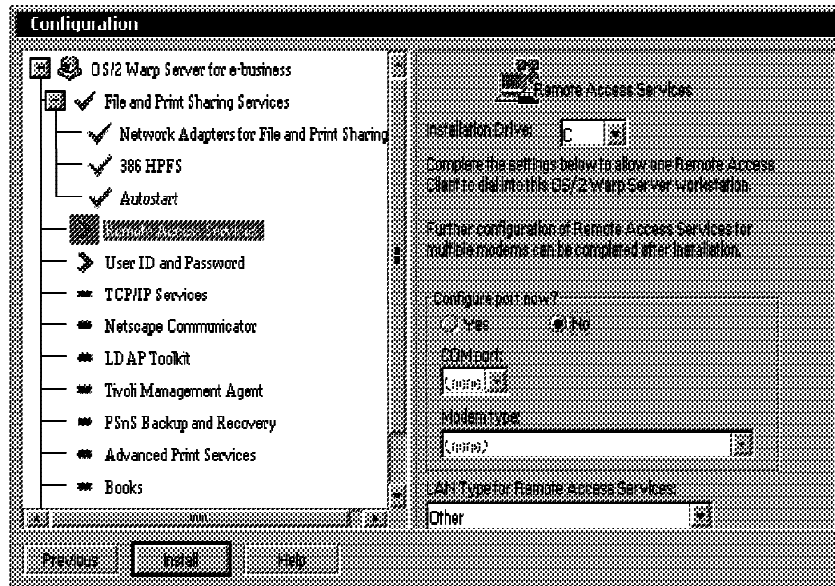 Configuration
OS/2 Warp Server for e-business
File and Print Sharing Services
Network Adapters for File and Print Sharing
386 HPFS
Autostart
Remote Access Services
User ID and Password
TCP/IP Services
Netscape Communicator
LDAP Toolkit
Tivoli Management Agent
PSnS Backup and Recovery
Advanced Print Services
Books
Previous
Install
Help
Remote Access Services
Installation Drive:
C
Complete the settings below to allow one Remote Access
Client to dial into this OS/2 Warp Server workstation.
Further configuration of Remote Access Services for
multiple modems can be completed after installation.
Configure port now?
Yes
No
COM port:
(none)
Modem type:
(none)
LAN Type for Remote Access Services:
Other